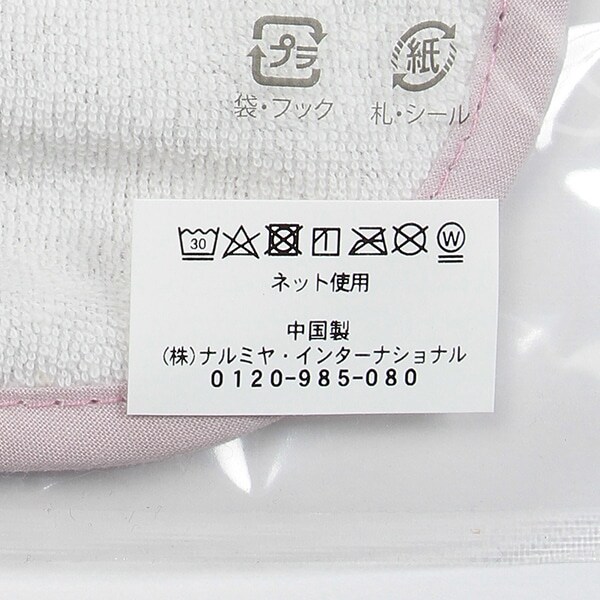 プラ 紙
袋・フック 札・シール
30 W
ネット使用
中国製
(株)ナルミヤ・インターナショナル
0120-985-080